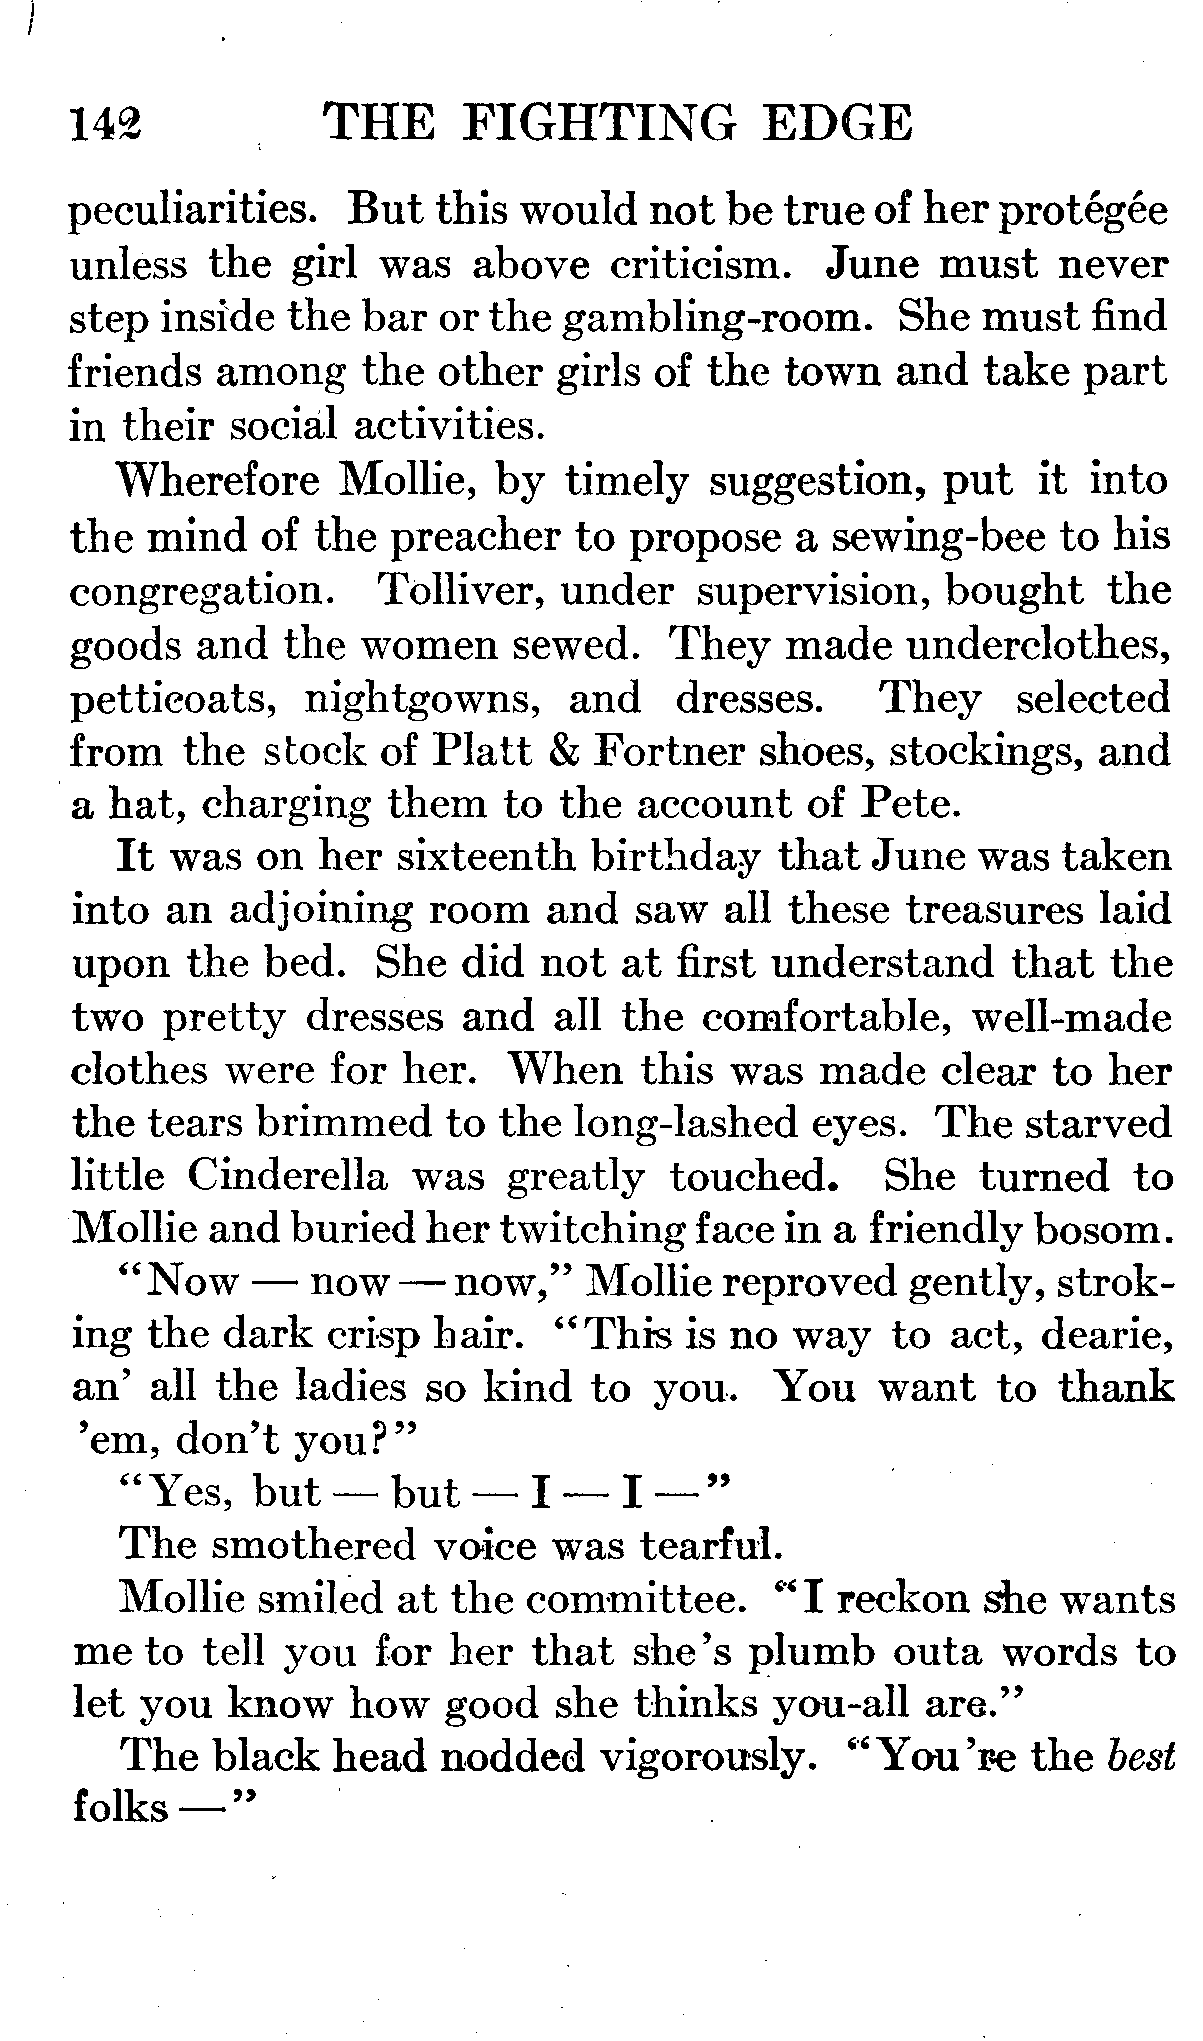 142 THE FIGHTING EDGE
peculiarities. But this would not be true of her protégée
unless the girl was above criticism. June must never
step inside the bar or the gambling-room. She must find
friends among the other girls of the town and take part
in their social activities.
Wherefore Mollie, by timely suggestion, put it into
the mind of the preacher to propose a sewing-bee to his
congregation. Tolliver, under supervision, bought the
goods and the women sewed. They made underclothes,
petticoats, nightgowns, and dresses. They selected
from the stock of Platt & Fortner shoes, stockings, and
a hat, charging them to the account of Pete.
It was on her sixteenth birthday that June was taken
into an adjoining room and saw all these treasures laid
upon the bed. She did not at first understand that the
two pretty dresses and all the comfortable, well-made
clothes were for her. When this was made clear to her
the tears brimmed to the long-lashed eyes. The starved
little Cinderella was greatly touched. She turned to
Mollie and buried her twitching face in a friendly bosom.
"Now — now — now," Mollie reproved gently, strok-
ing the dark crisp hair. "This is no way to act, dearie,
an' all the ladies so kind to you. You want to thank
'em, don't you?"
"Yes, but — but — I — I —"
The smothered voice was tearful.
Mollie smiled at the committee. "I reckon she wants
me to tell you for her that she's plumb outa words to
let you know how good she thinks you-all are."
The black head nodded vigorously. "You're the best
folks —"